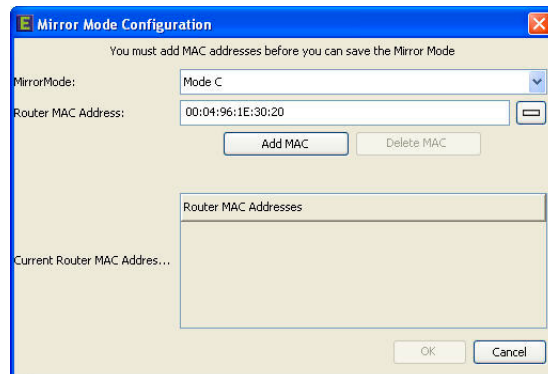 E Mirror Mode Configuration
You must add MAC addresses before you can save the Mirror Mode
MirrorMode: Mode C
Router MAC Address: 00:04:96:1E:30:20
Add MAC Delete MAC
Router MAC Addresses
Current Router MAC Addres...
OK Cancel